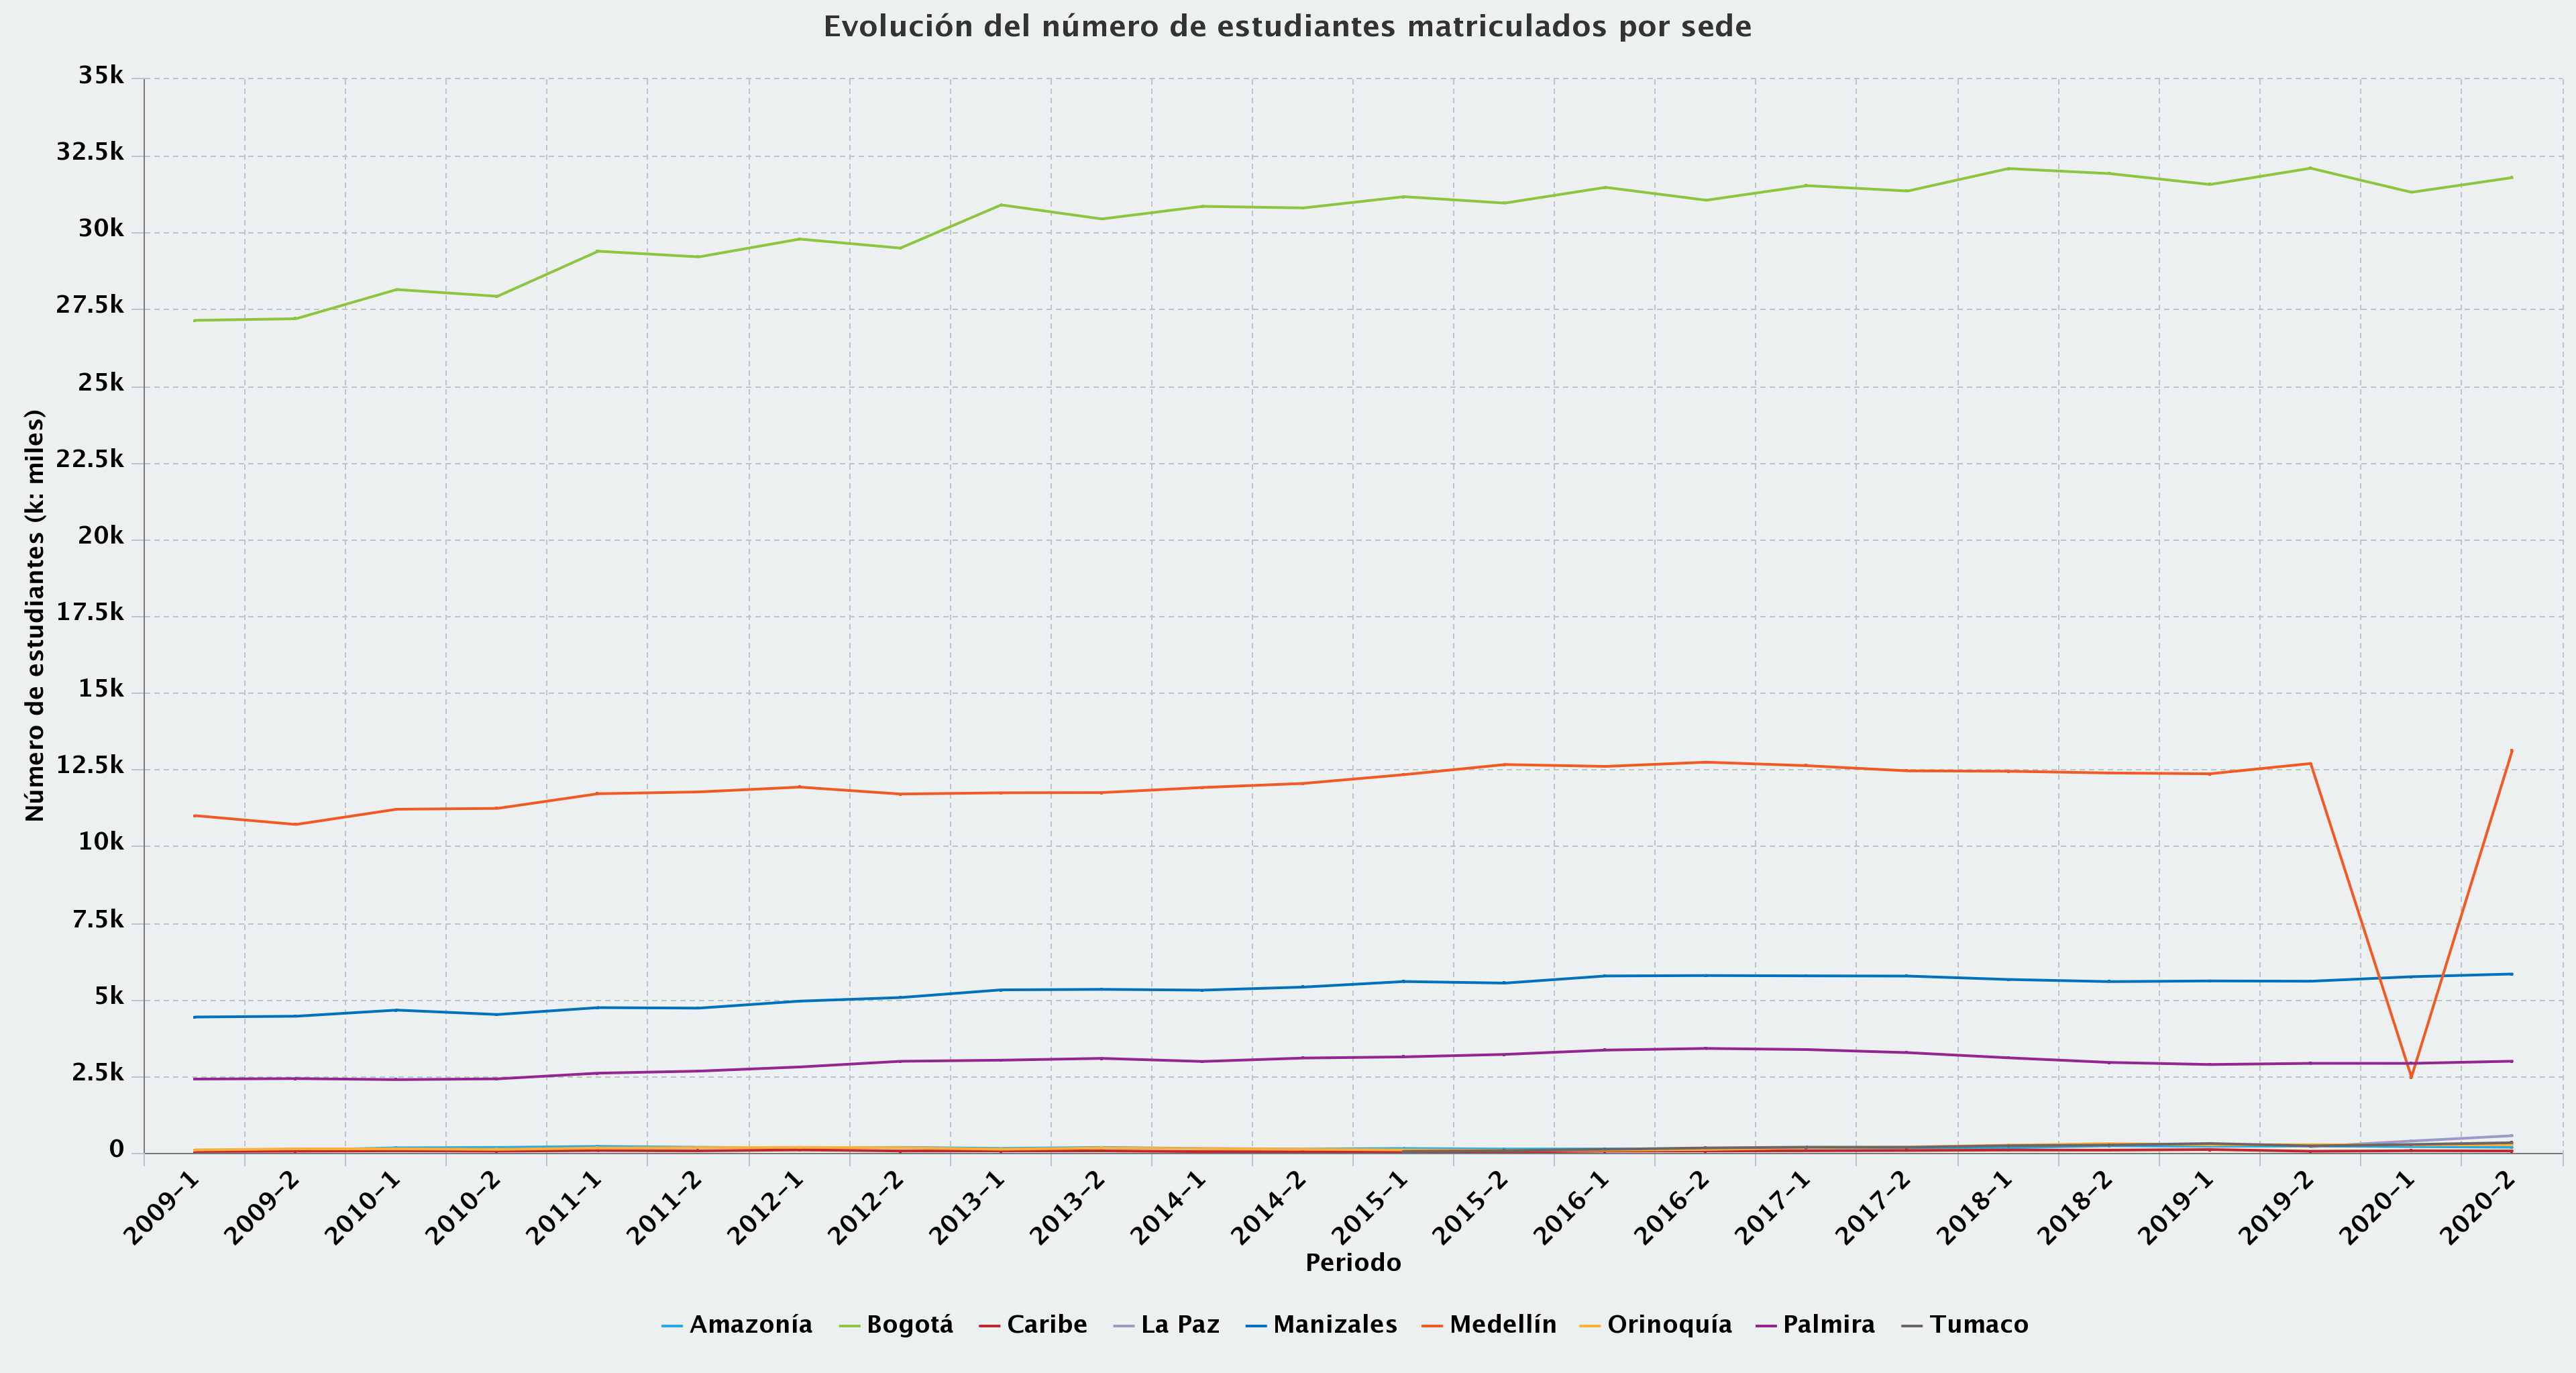 Evolución del número de estudiantes matriculados por sede
Número de estudiantes (k: miles)
35k
32.5k
30k
27.5k
25k
22.5k
20k
17.5k
15k
12.5k
10k
7.5k
5k
2.5k
0
2009-1 2009-2 2010-1 2010-2 2011-1 2011-2 2012-1 2012-2 2013-1 2013-2 2014-1 2014-2 2015-1 2015-2 2016-1 2016-2 2017-1 2017-2 2018-1 2018-2 2019-1 2019-2 2020-1 2020-2
Periodo
Amazonía Bogotá Caribe La Paz Manizales Medellín Orinoquía Palmira Tumaco